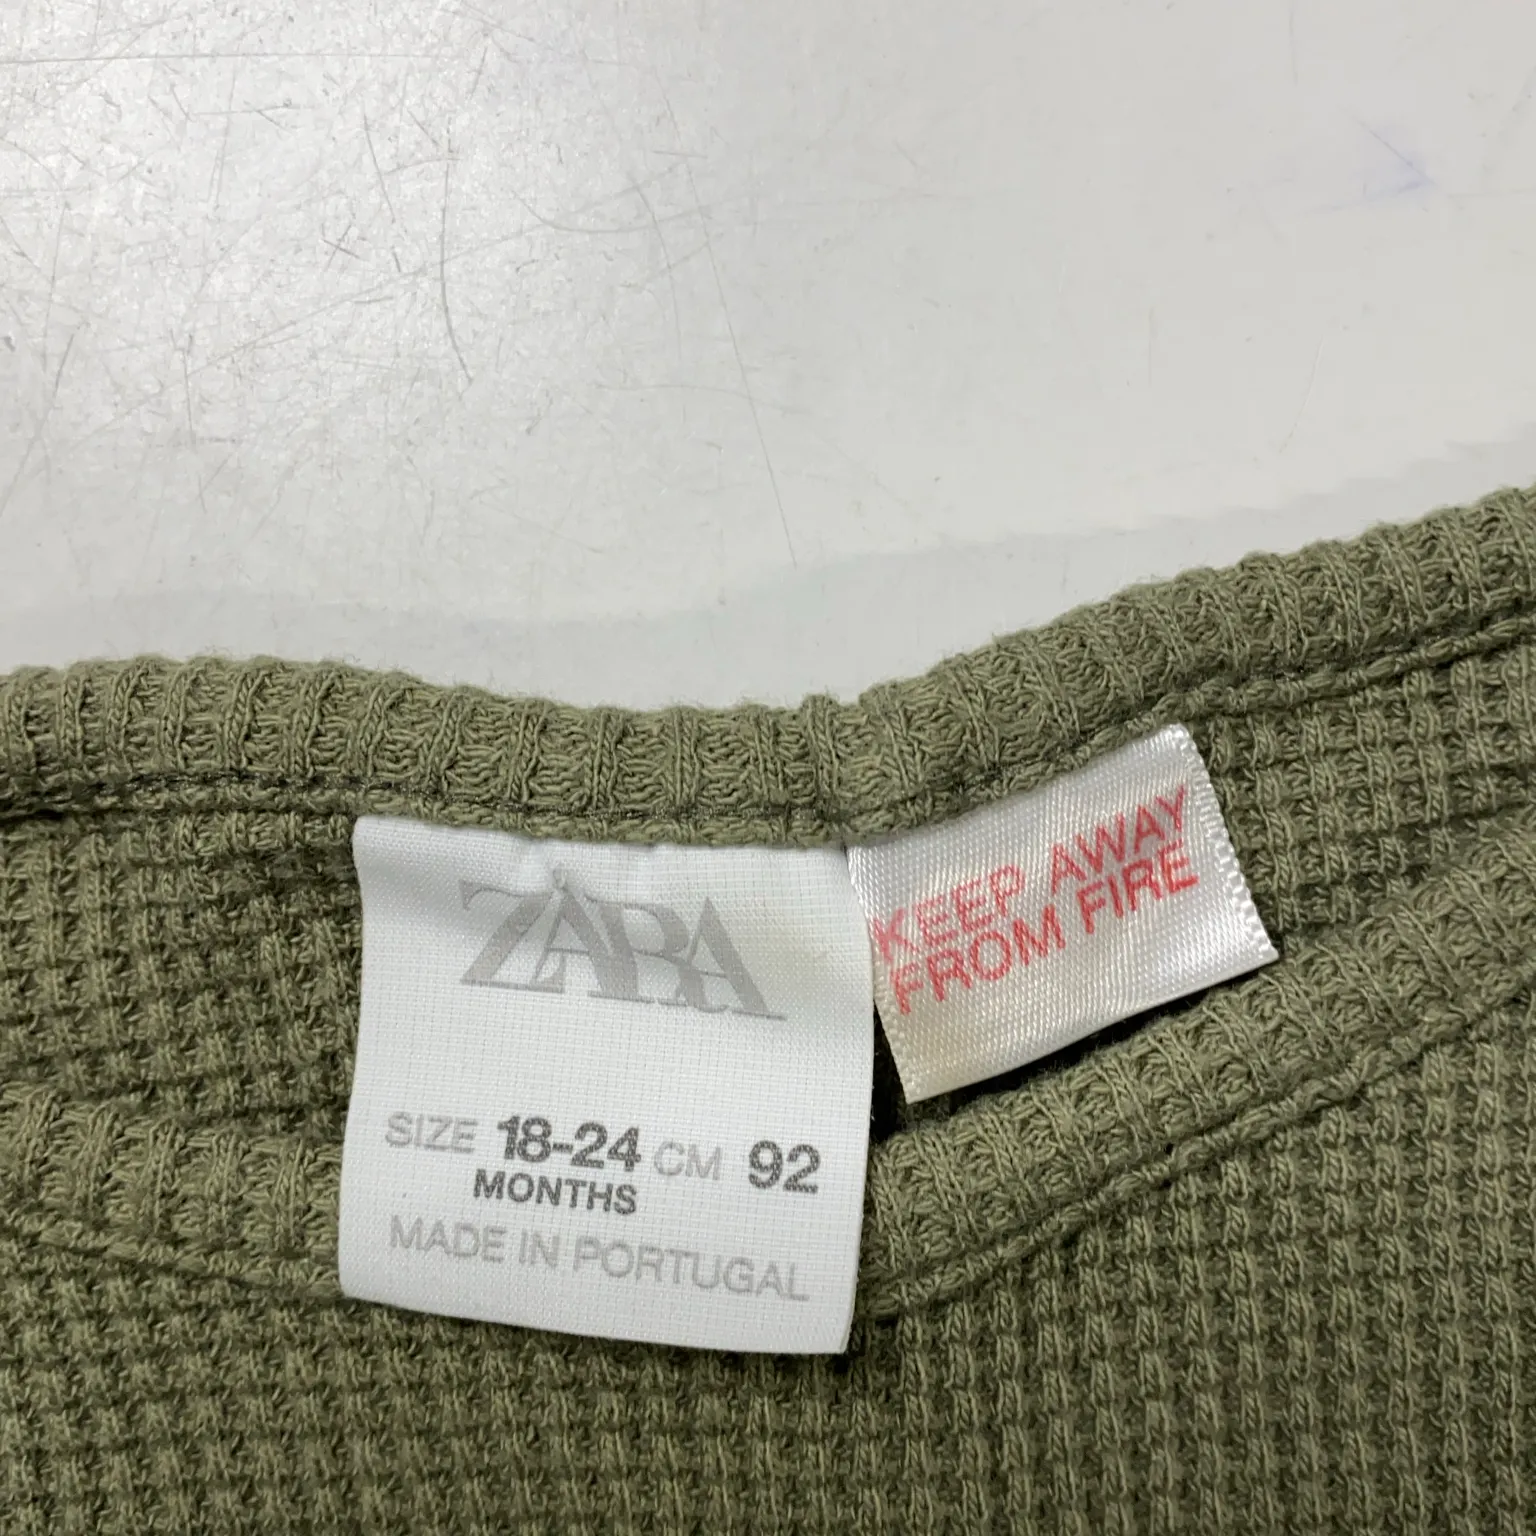 ZARA
SIZE 18-24 CM 92
MONTHS
MADE IN PORTUGAL
KEEP AWAY
FROM FIRE